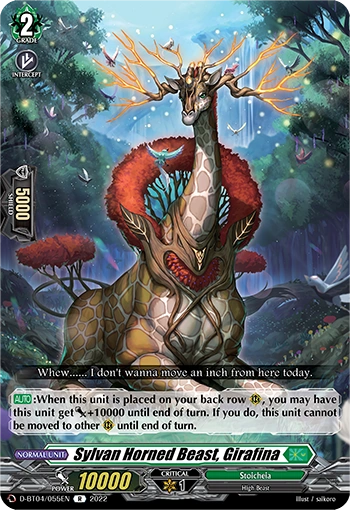 2
GRADE
INTERCEPT
5000
SHIELD
Whew...... I don't wanna move an inch from here today.
AUTO:When this unit is placed on your back row , you may have
this unit get +10000 until end of turn. If you do, this unit cannot
be moved to other until end of turn.
NORMAL UNIT Sylvan Horned Beast, Girafina
POWER 10000 CRITICAL 1 Stoicheia
High Beast
D-BT04/055EN R 2022 Illust / saikoro